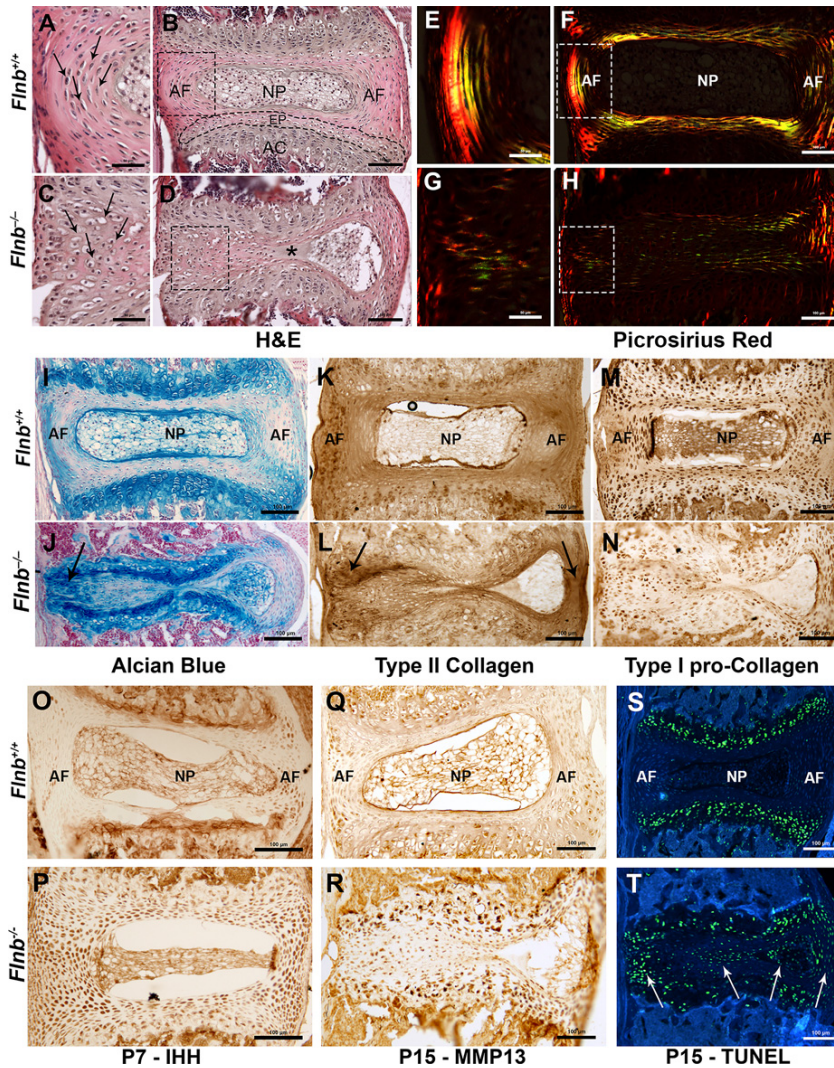 A B E F
Flnb+/+
AF NP AF
EP
AC
AF NP AF
C D G H
Flnb–/–
*
H&E Picrosirius Red
I K M
Flnb+/+
AF NP AF AF NP AF AF NP AF
100 µm 100 µm 100 µm
J L N
Flnb–/–
100 µm 100 µm 100 µm
Alcian Blue Type II Collagen Type I pro-Collagen
O Q S
Flnb+/+
AF NP AF AF NP AF AF NP AF
100 µm 100 µm 100 µm
P R T
Flnb-/-
100 µm 100 µm 100 µm
P7 - IHH P15 - MMP13 P15 - TUNEL